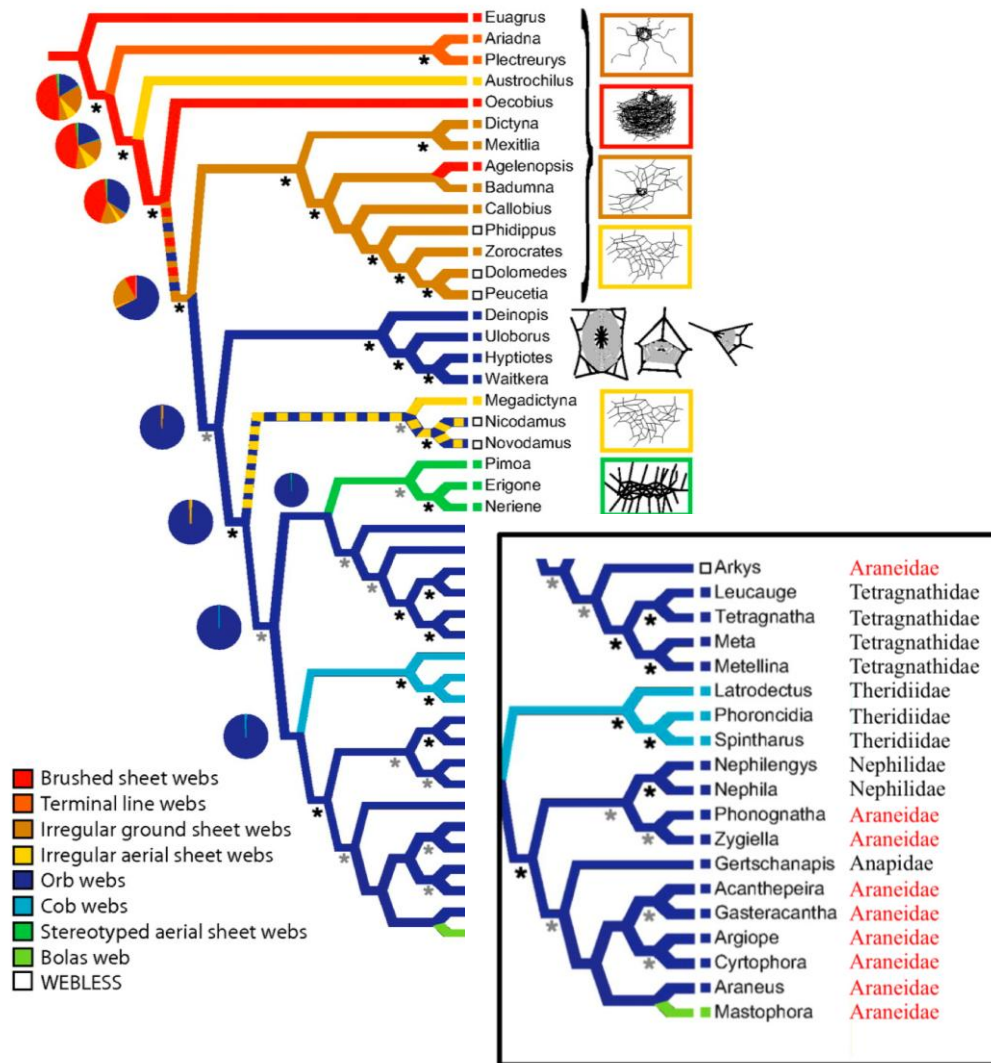 Euagrus
Ariadna
Plectreurys
Austrochilus
Oecobius
Dictyna
Mexitlia
Agelenopsis
Badumna
Callobius
Phidippus
Zorocrates
Dolomedes
Peucetia
Deinopis
Uloborus
Hyptiotes
Waitkera
Megadictyna
Nicodamus
Novodamus
Pimoa
Erigone
Neriene
Brushed sheet webs
Terminal line webs
Irregular ground sheet webs
Irregular aerial sheet webs
Orb webs
Cob webs
Stereotyped aerial sheet webs
Bolas web
WEBLESS
Arkys Araneidae
Leucauge Tetragnathidae
Tetragnatha Tetragnathidae
Meta Tetragnathidae
Metellina Tetragnathidae
Latrodectus Theridiidae
Phoroncidia Theridiidae
Spintharus Theridiidae
Nephilengys Nephilidae
Nephila Nephilidae
Phonognatha Araneidae
Zygiella Araneidae
Gertschanapis Anapidae
Acanthepeira Araneidae
Gasteracantha Araneidae
Argiope Araneidae
Cyrtophora Araneidae
Araneus Araneidae
Mastophora Araneidae